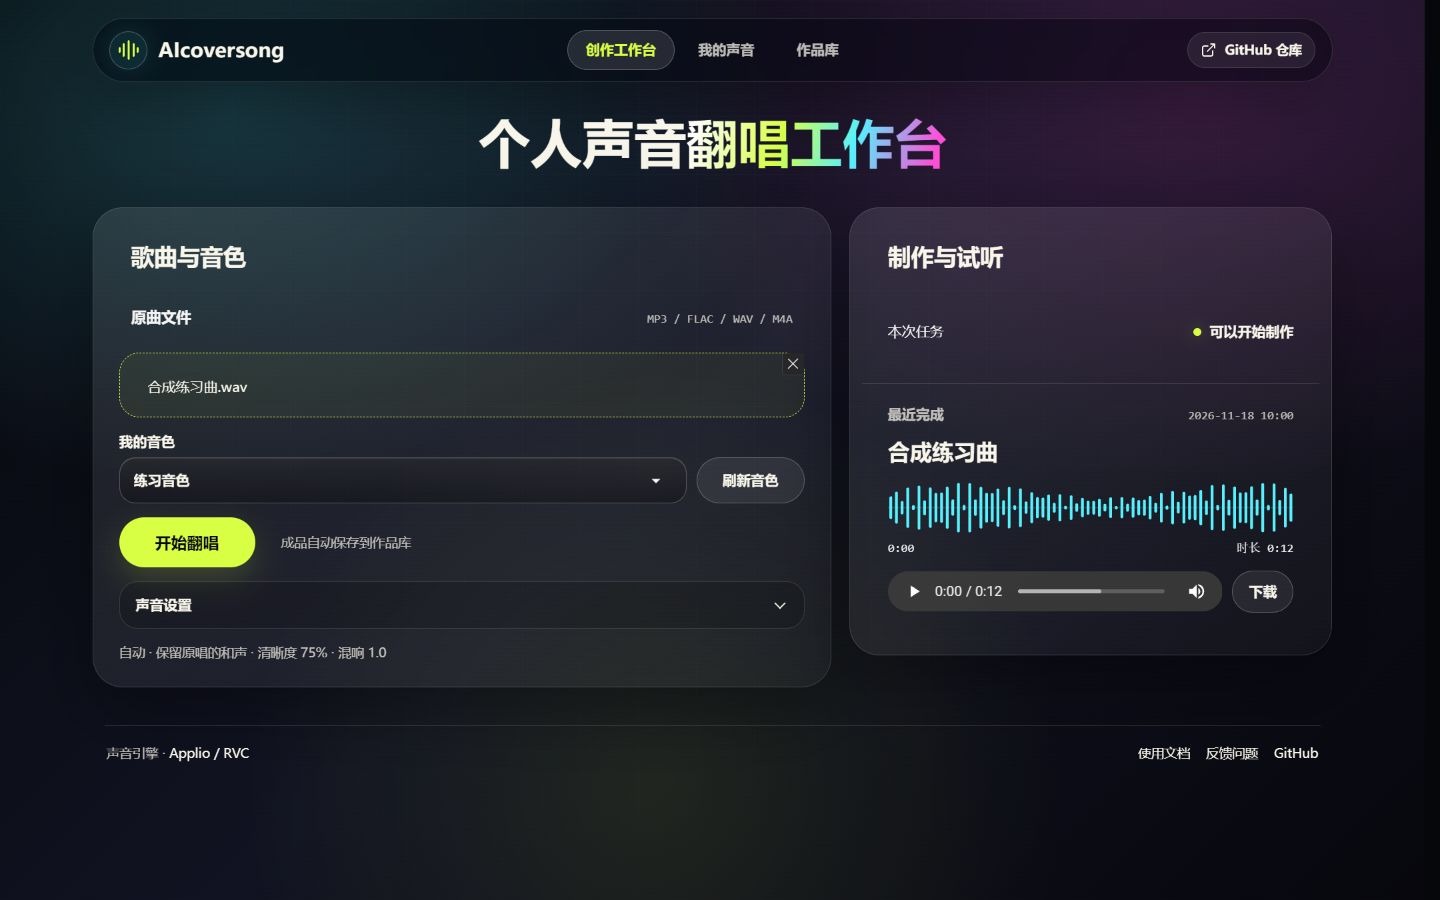 AIcoversong
创作工作台
我的声音
作品库
GitHub 仓库
个人声音翻唱工作台
歌曲与音色
原曲文件
MP3 / FLAC / WAV / M4A
合成练习曲.wav
我的音色
练习音色
刷新音色
开始翻唱
成品自动保存到作品库
声音设置
自动 · 保留原唱的和声 · 清晰度 75% · 混响 1.0
制作与试听
本次任务
可以开始制作
最近完成
2026-11-18 10:00
合成练习曲
0:00
时长 0:12
0:00 / 0:12
下载
声音引擎 · Applio / RVC
使用文档
反馈问题
GitHub